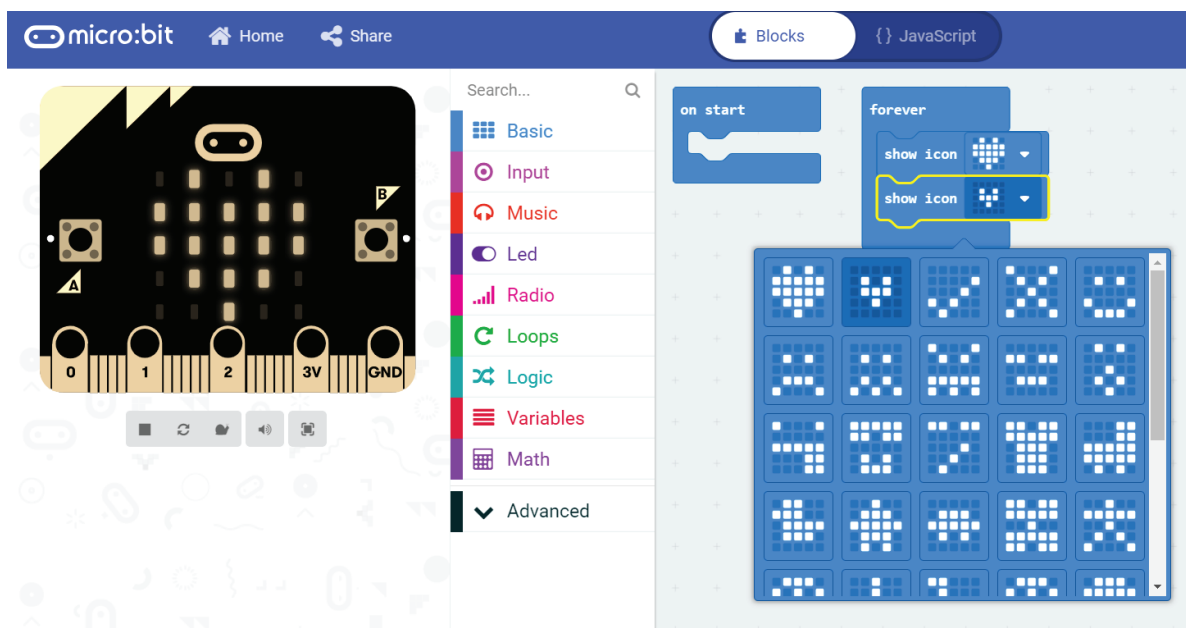 micro:bit Home Share Blocks {} JavaScript
Search...
Basic
Input
Music
Led
Radio
Loops
Logic
Variables
Math
Advanced
B
A
0 1 2 3V GND
on start
forever
show icon
show icon